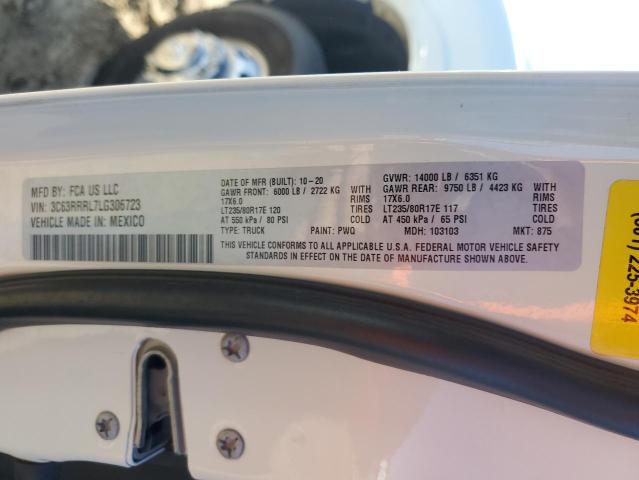 MFD BY: FCA US LLC
VIN: 3C63RRRL7LG306723
VEHICLE MADE IN: MEXICO
DATE OF MFR (BUILT): 10-20
GAWR FRONT: 6000 LB / 2722 KG WITH
17X6.0 RIMS
LT235/80R17E 120 TIRES
AT 550 kPa / 80 PSI COLD
TYPE: TRUCK PAINT: PWQ
GVWR: 14000 LB / 6351 KG
GAWR REAR: 9750 LB / 4423 KG WITH
17X6.0 RIMS
LT235/80R17E 117 TIRES
AT 450 kPa / 65 PSI COLD
MDH: 103103 MKT: 875
THIS VEHICLE CONFORMS TO ALL APPLICABLE U.S.A. FEDERAL MOTOR VEHICLE SAFETY
STANDARDS IN EFFECT ON THE DATE OF MANUFACTURE SHOWN ABOVE.
225-3974